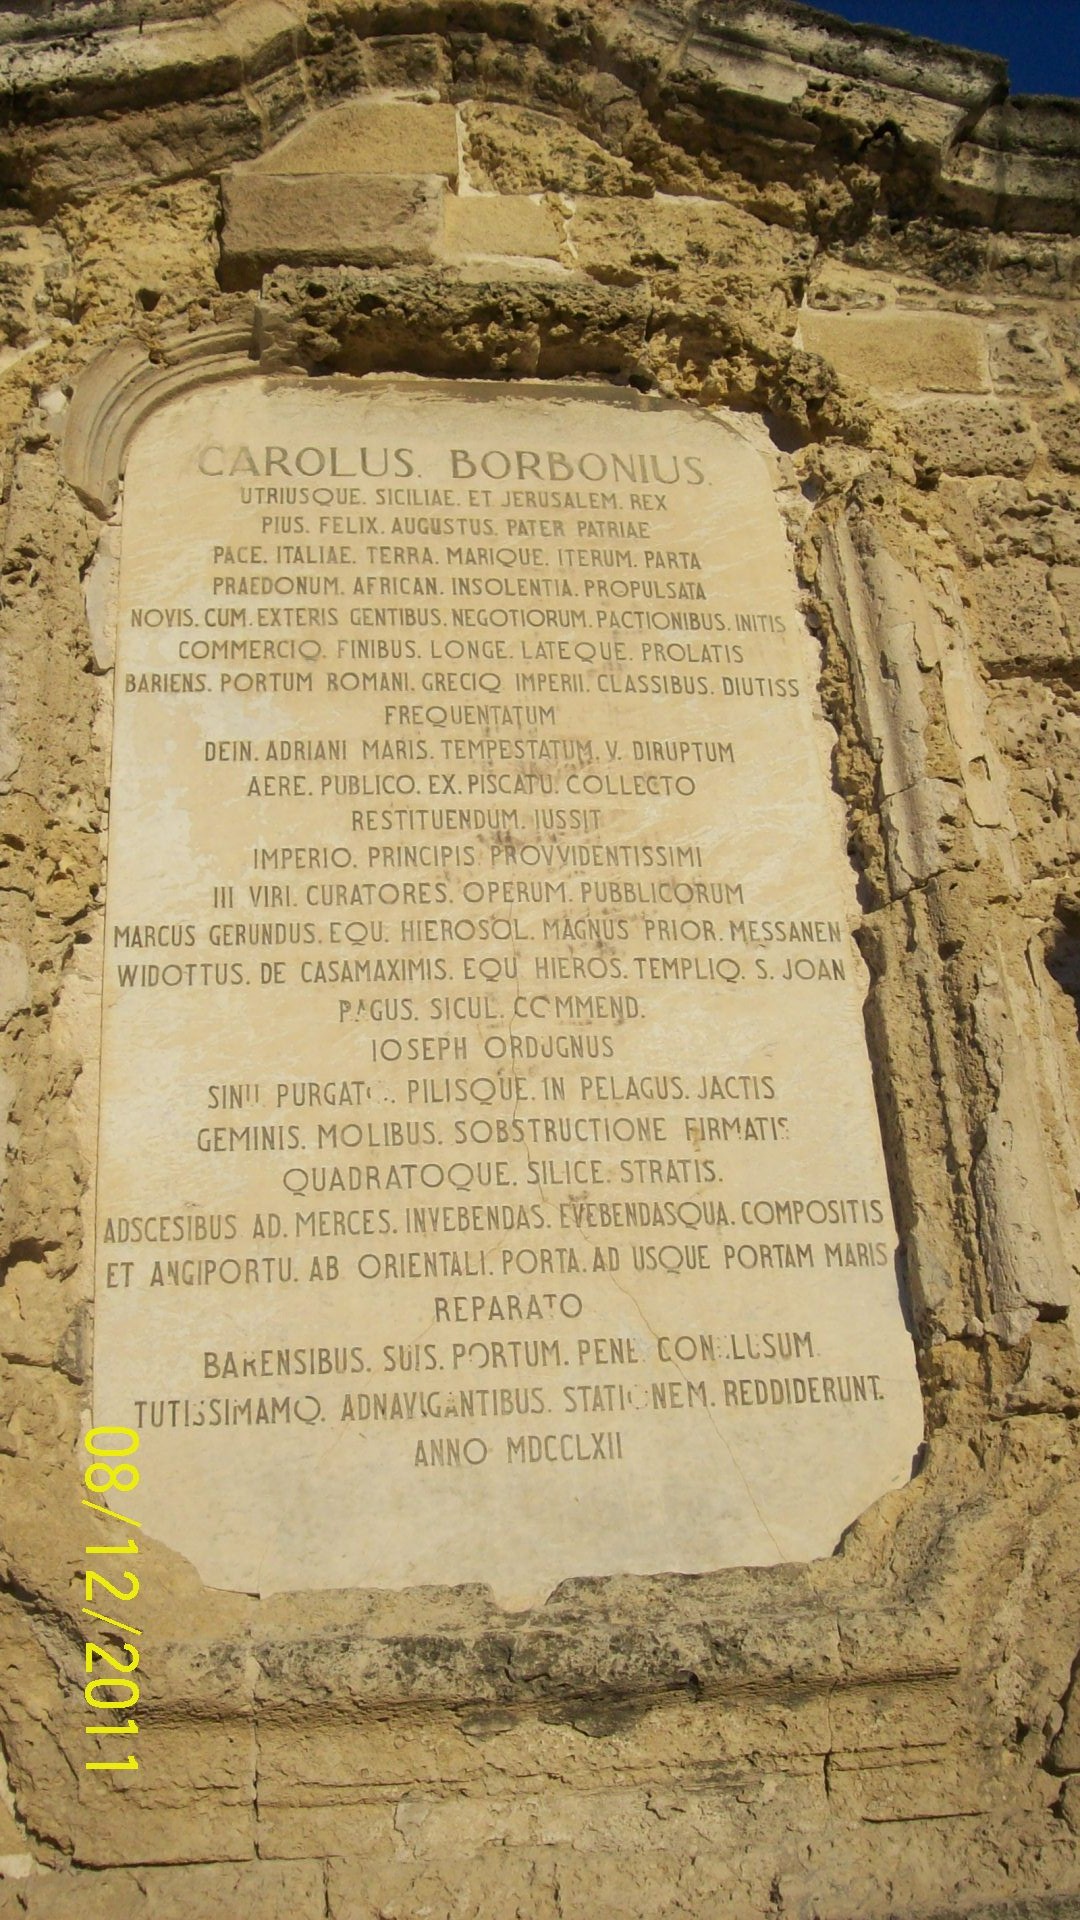 CAROLUS. BORBONIUS.
UTRIUSQUE. SICILIAE. ET JERUSALEM. REX
PIUS. FELIX. AUGUSTUS. PATER PATRIAE
PACE. ITALIAE. TERRA. MARIQUE. ITERUM. PARTA
PRAEDONUM. AFRICAN. INSOLENTIA. PROPULSATA
NOVIS. CUM. EXTERIS GENTIBUS. NEGOTIORUM. PACTIONIBUS. INITIS
COMMERCIQ. FINIBUS. LONGE. LATEQUE. PROLATIS
BARIENS. PORTUM ROMANI. GRECIQ IMPERII. CLASSIBUS. DIUTISS
FREQUENTATUM
DEIN. ADRIANI MARIS. TEMPESTATUM. V. DIRUPTUM
AERE. PUBLICO. EX. PISCATU. COLLECTO
RESTITUENDUM. IUSSIT
IMPERIO. PRINCIPIS. PROVVIDENTISSIMI
III VIRI. CURATORES. OPERUM. PUBBLICORUM
MARCUS GERUNDUS. EQU. HIEROSOL. MAGNUS PRIOR. MESSANEN
WIDOTTUS. DE CASAMAXIMIS. EQU HIEROS. TEMPLIQ. S. JOAN
PAGUS. SICUL. COMMEND.
IOSEPH ORDUGNUS
PURGAT PILISQUE. IN PELAGUS. JACTIS
GEMINIS. MOLIBUS. SOBSTRUCTIONE FIRMATIS
QUADRATOQUE. SILICE. STRATIS.
ADSCESIBUS AD. MERCES. INVEBENDAS. EVEBENDASQUA. COMPOSITIS
ET ANGIPORTU. AB ORIENTALI. PORTA. AD USQUE PORTAM MARIS
REPARATO
BARENSIBUS. SUIS. PORTUM. PENE
TUTISSIMAMQ. ADNAVIGANTIBUS. STATIONEM. REDDIDERUNT.
ANNO MDCCLXII
08/12/2011